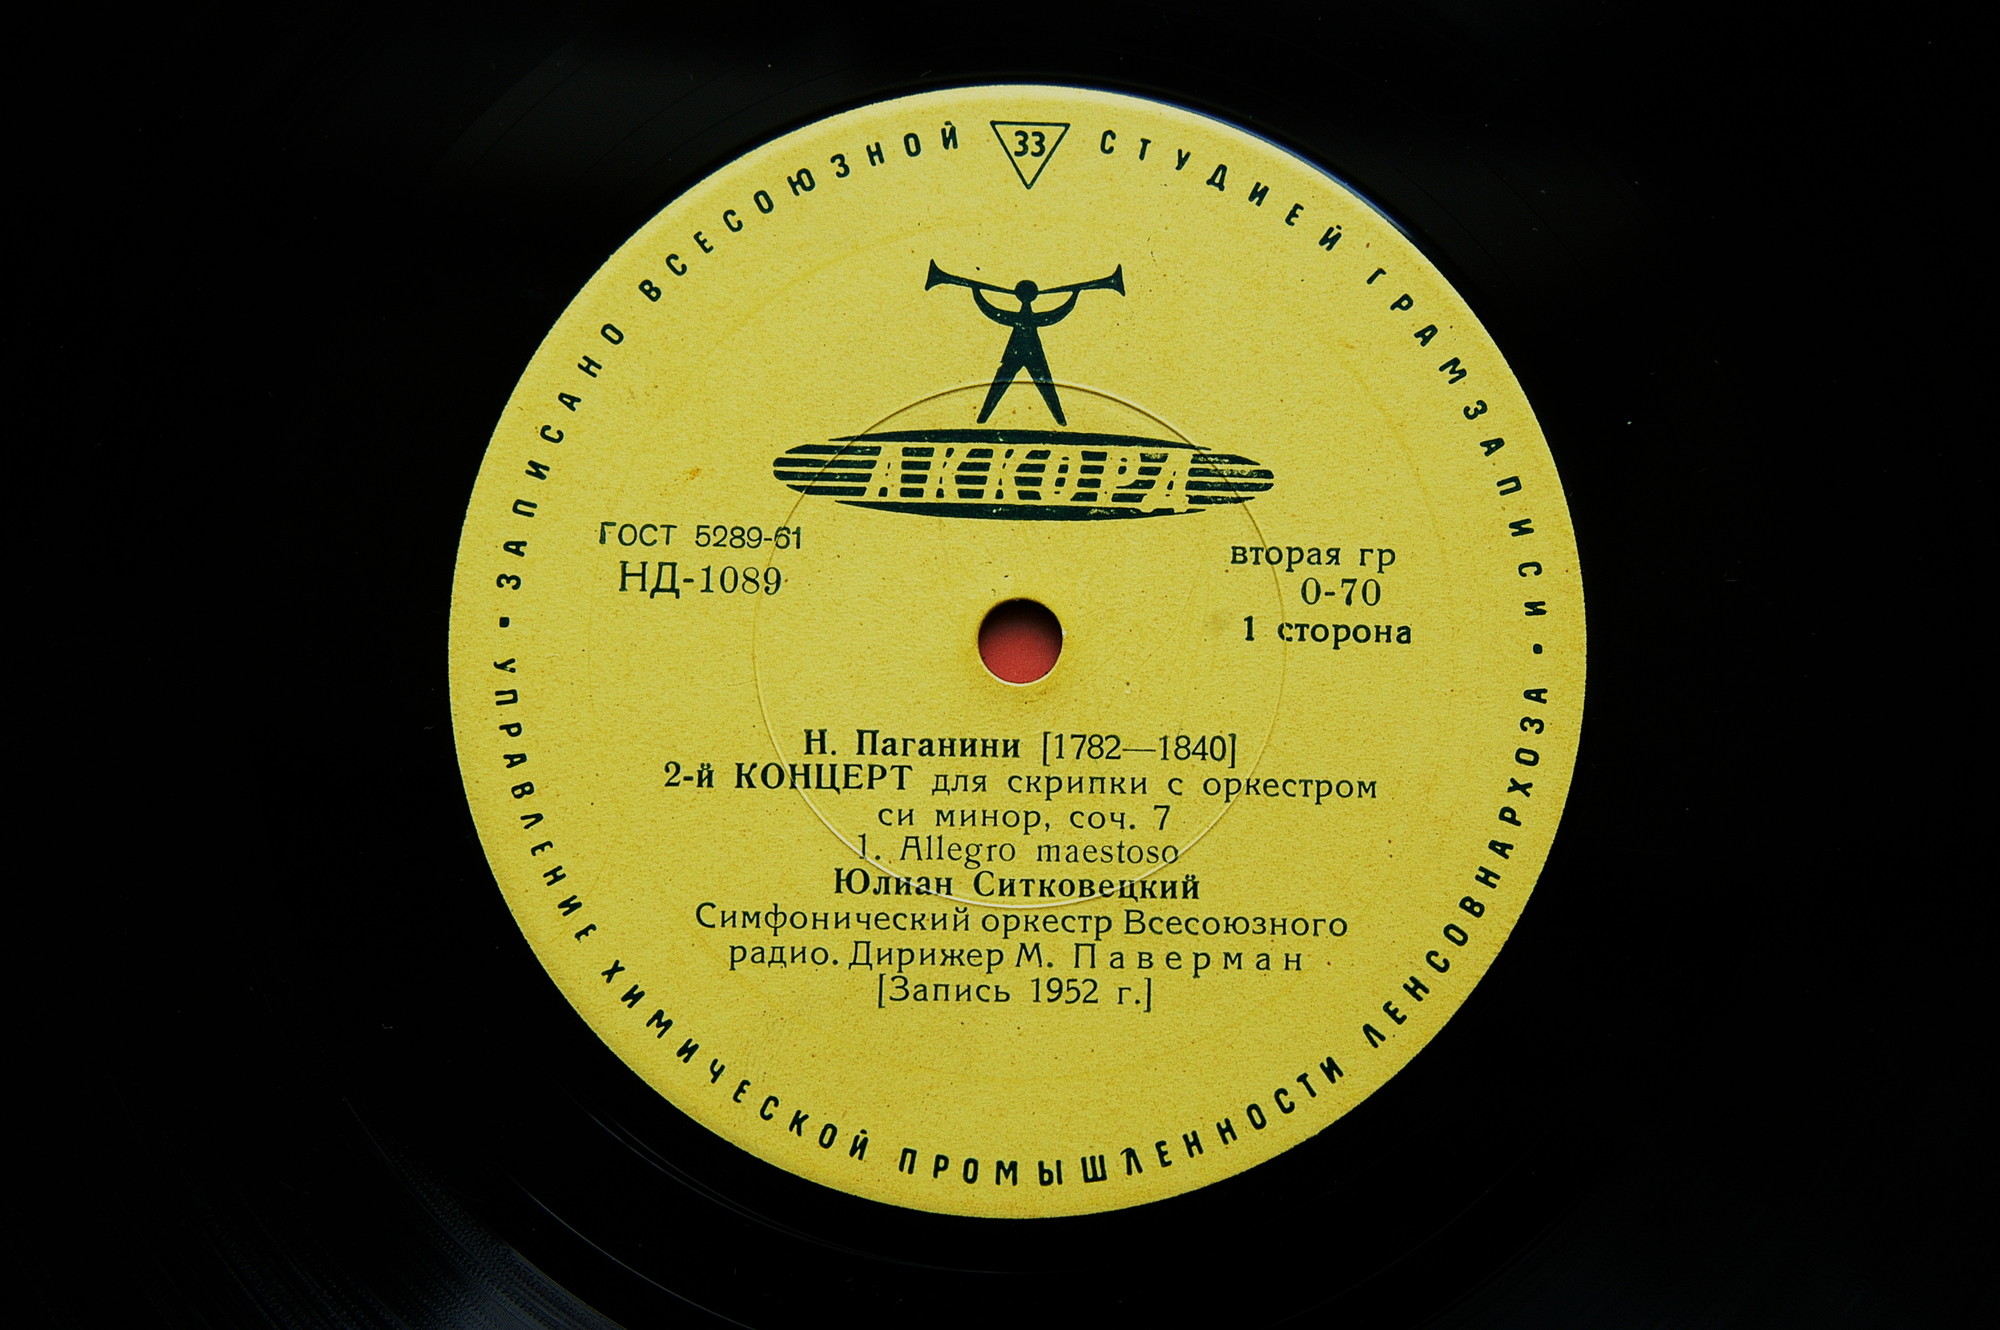 ЗАПИСАНО ВСЕСОЮЗНОЙ 33 СТУДИЕЙ ГРАМЗАПИСИ
АККОРД
ГОСТ 5289-61
НД-1089
вторая гр
0-70
1 сторона
Н. Паганини [1782—1840]
2-й КОНЦЕРТ для скрипки с оркестром
си минор, соч. 7
1. Allegro maestoso
Юлиан Ситковецкий
Симфонический оркестр Всесоюзного
радио. Дирижер М. Паверман
[Запись 1952 г.]
• УПРАВЛЕНИЕ ХИМИЧЕСКОЙ ПРОМЫШЛЕННОСТИ ЛЕНСОВНАРХОЗА •